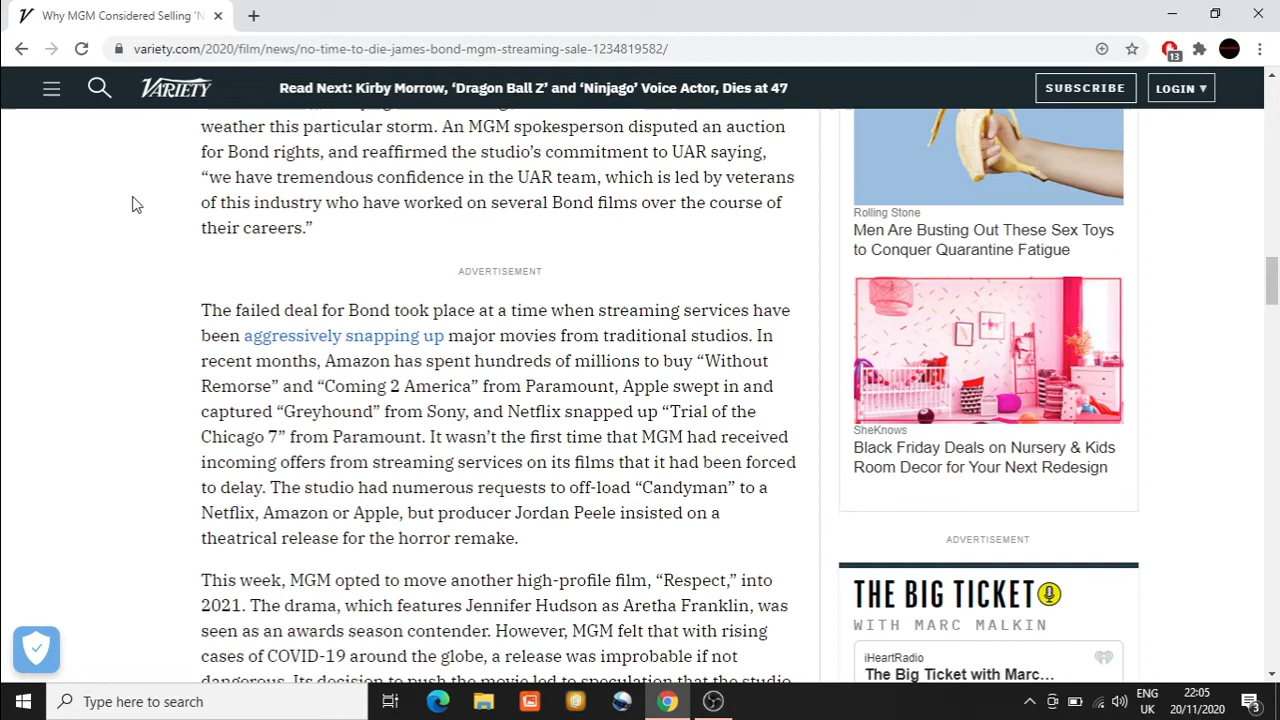 Why MGM Considered Selling 'N
variety.com/2020/film/news/no-time-to-die-james-bond-mgm-streaming-sale-1234819582/
13
VARIETY
Read Next: Kirby Morrow, ‘Dragon Ball Z’ and ‘Ninjago’ Voice Actor, Dies at 47
SUBSCRIBE
LOGIN ▾
weather this particular storm. An MGM spokesperson disputed an auction
for Bond rights, and reaffirmed the studio’s commitment to UAR saying,
“we have tremendous confidence in the UAR team, which is led by veterans
of this industry who have worked on several Bond films over the course of
their careers.”
ADVERTISEMENT
The failed deal for Bond took place at a time when streaming services have
been aggressively snapping up major movies from traditional studios. In
recent months, Amazon has spent hundreds of millions to buy “Without
Remorse” and “Coming 2 America” from Paramount, Apple swept in and
captured “Greyhound” from Sony, and Netflix snapped up “Trial of the
Chicago 7” from Paramount. It wasn’t the first time that MGM had received
incoming offers from streaming services on its films that it had been forced
to delay. The studio had numerous requests to off-load “Candyman” to a
Netflix, Amazon or Apple, but producer Jordan Peele insisted on a
theatrical release for the horror remake.
This week, MGM opted to move another high-profile film, “Respect,” into
2021. The drama, which features Jennifer Hudson as Aretha Franklin, was
seen as an awards season contender. However, MGM felt that with rising
cases of COVID-19 around the globe, a release was improbable if not
dangerous. Its decision to push the movie led to speculation that the studio
Rolling Stone
Men Are Busting Out These Sex Toys
to Conquer Quarantine Fatigue
SheKnows
Black Friday Deals on Nursery & Kids
Room Decor for Your Next Redesign
ADVERTISEMENT
THE BIG TICKET
WITH MARC MALKIN
iHeartRadio
The Big Ticket with Marc...
Type here to search
ENG
UK
22:05
20/11/2020
3